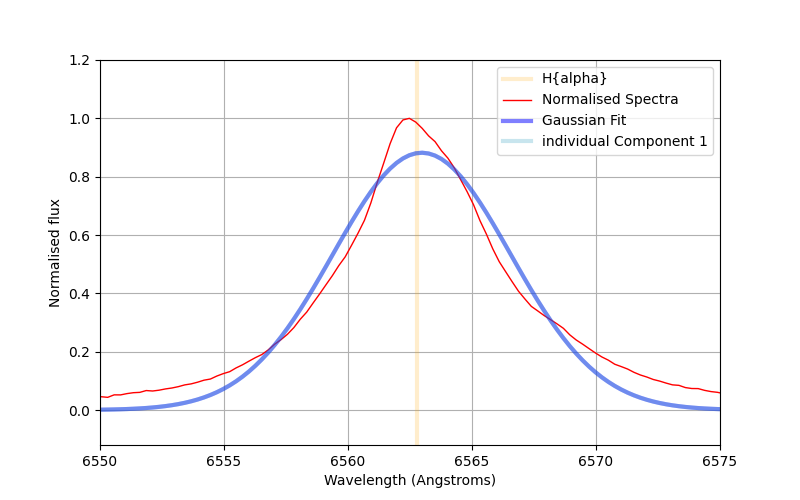 1.2
1.0
0.8
0.6
0.4
0.2
0.0
Normalised flux
H{alpha}
Normalised Spectra
Gaussian Fit
individual Component 1
6550 6555 6560 6565 6570 6575
Wavelength (Angstroms)